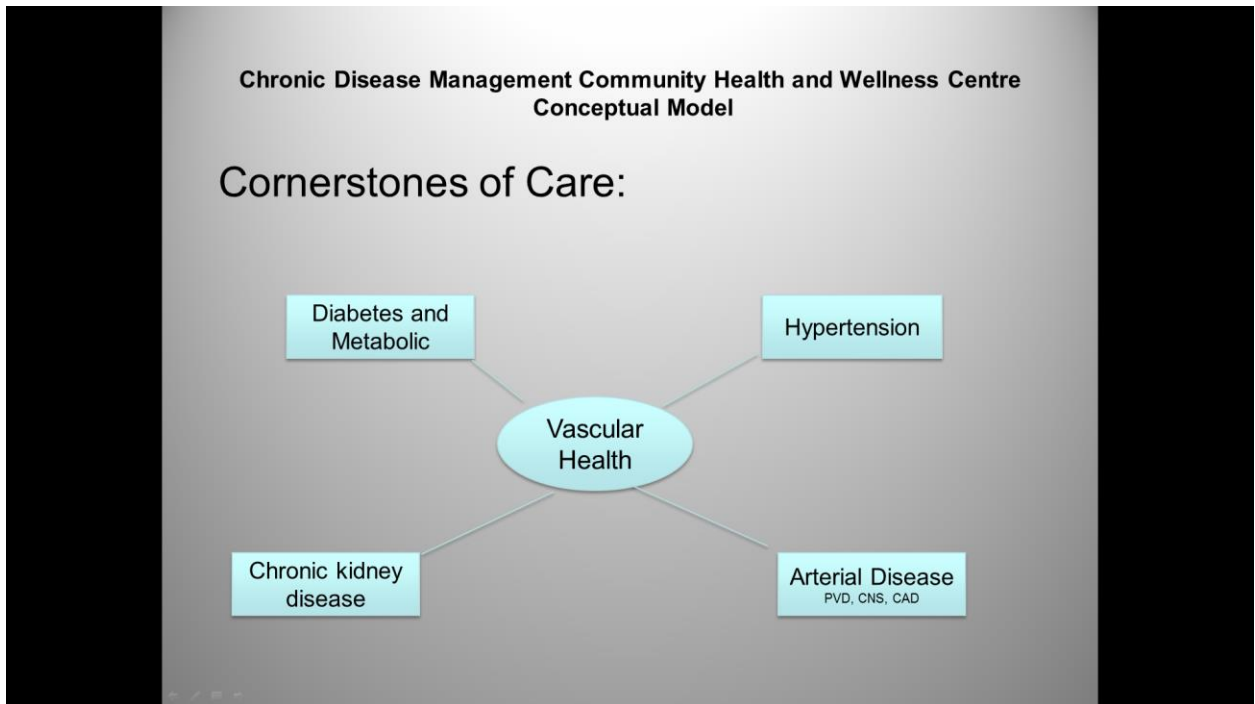 Chronic Disease Management Community Health and Wellness Centre
Conceptual Model
Cornerstones of Care:
Diabetes and
Metabolic
Hypertension
Vascular
Health
Chronic kidney
disease
Arterial Disease
PVD, CNS, CAD